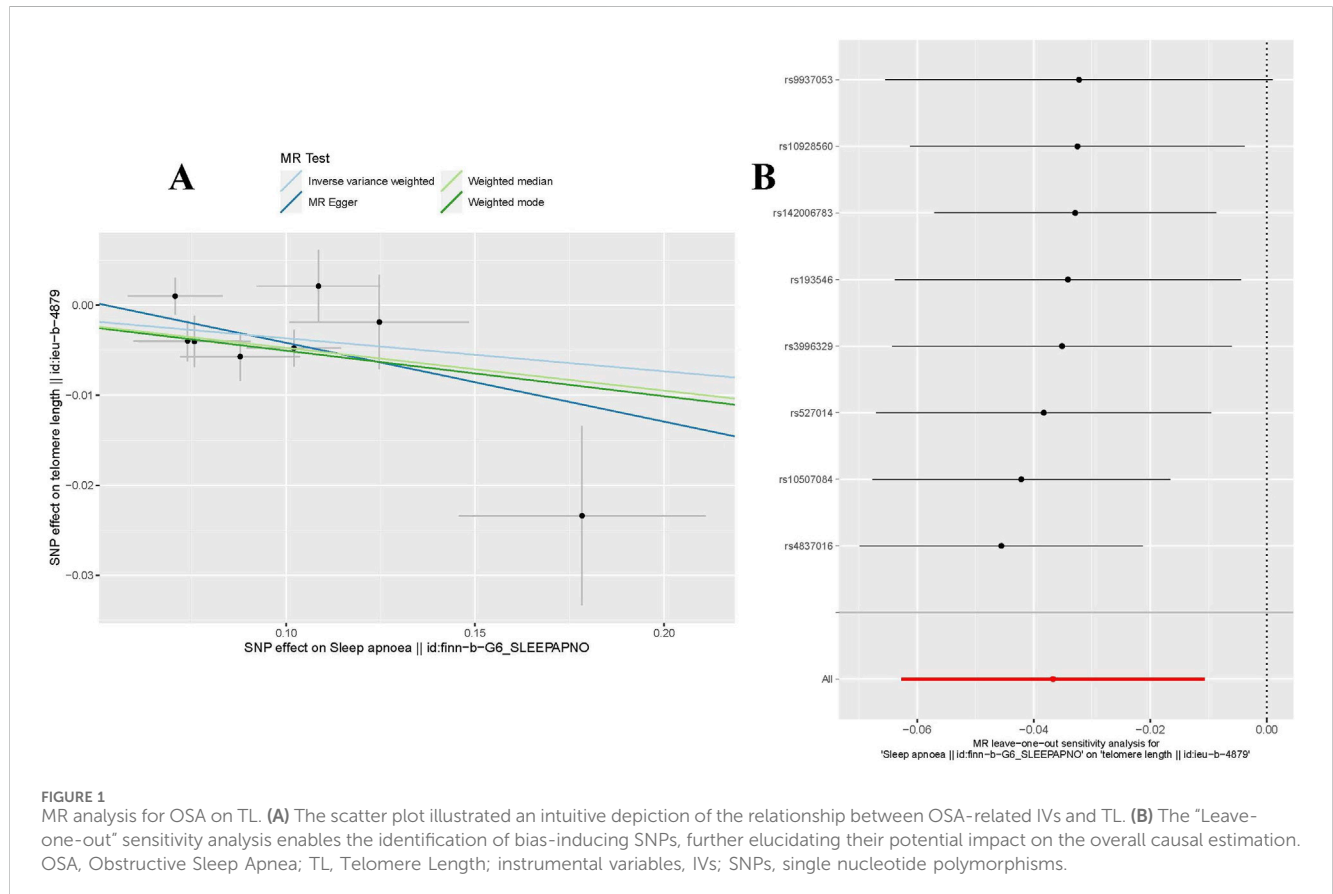 A
MR Test
Inverse variance weighted
Weighted median
MR Egger
Weighted mode
SNP effect on telomere length || id:ieu-b-4879
0.00
−0.01
−0.02
−0.03
0.10
0.15
0.20
SNP effect on Sleep apnoea || id:finn-b-G6_SLEEPAPNO
B
rs9937053
rs10928560
rs142006783
rs193546
rs3996329
rs527014
rs10507084
rs4837016
All
−0.06
−0.04
−0.02
0.00
MR leave−one−out sensitivity analysis for
'Sleep apnoea || id:finn-b-G6_SLEEPAPNO' on 'telomere length || id:ieu-b-4879'
FIGURE 1
MR analysis for OSA on TL. (A) The scatter plot illustrated an intuitive depiction of the relationship between OSA-related IVs and TL. (B) The “Leave-
one-out” sensitivity analysis enables the identification of bias-inducing SNPs, further elucidating their potential impact on the overall causal estimation.
OSA, Obstructive Sleep Apnea; TL, Telomere Length; instrumental variables, IVs; SNPs, single nucleotide polymorphisms.